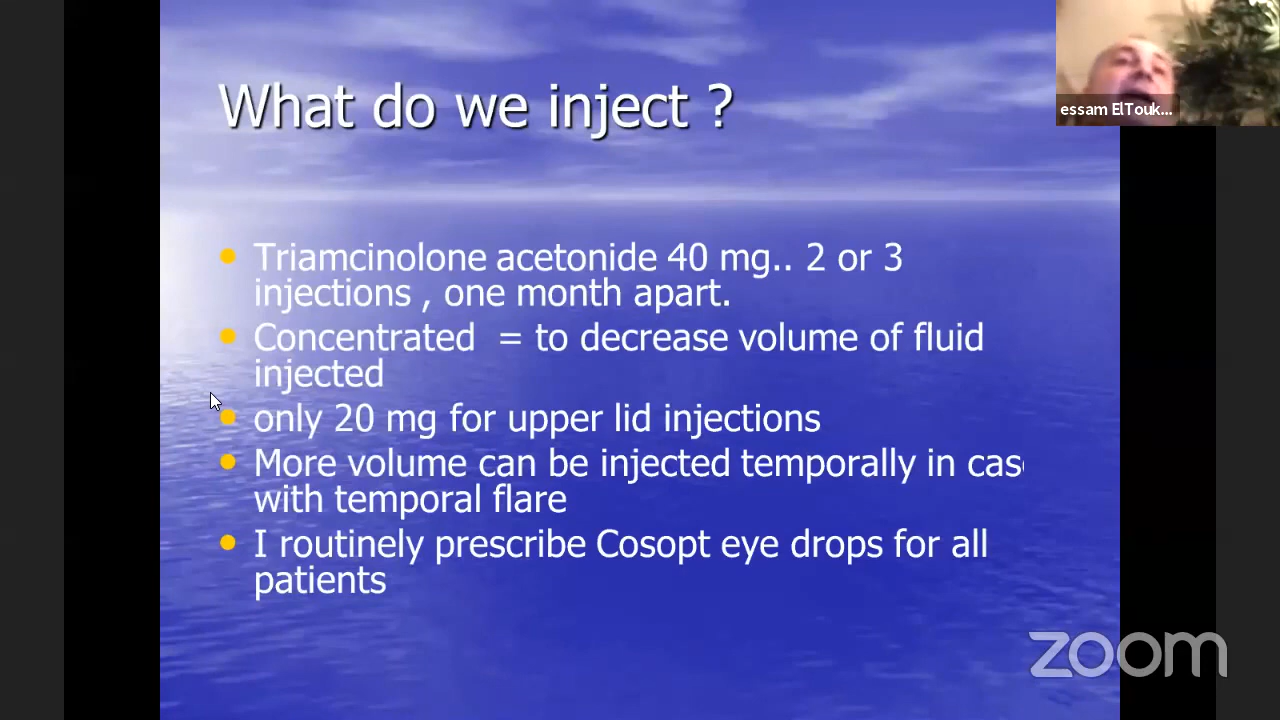 What do we inject ?
essam ElTouk...
Triamcinolone acetonide 40 mg.. 2 or 3
injections , one month apart.
Concentrated = to decrease volume of fluid
injected
only 20 mg for upper lid injections
More volume can be injected temporally in cas
with temporal flare
I routinely prescribe Cosopt eye drops for all
patients
zoom